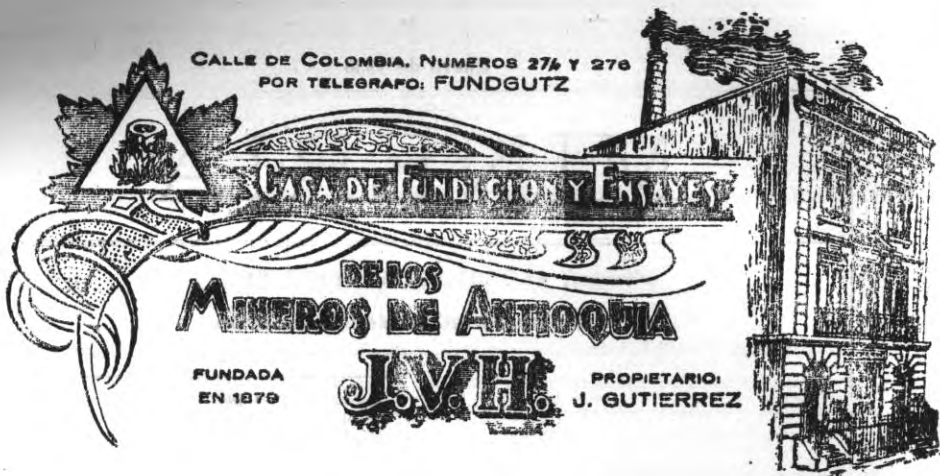 CALLE DE COLOMBIA. NUMEROS 274 Y 276
POR TELEGRAFO: FUNDGUTZ
CASA DE FUNDICION Y ENSAYES
DE LOS
MINEROS DE ANTIOQUIA
J.V.H.
FUNDADA
EN 1879
PROPIETARIO:
J. GUTIERREZ